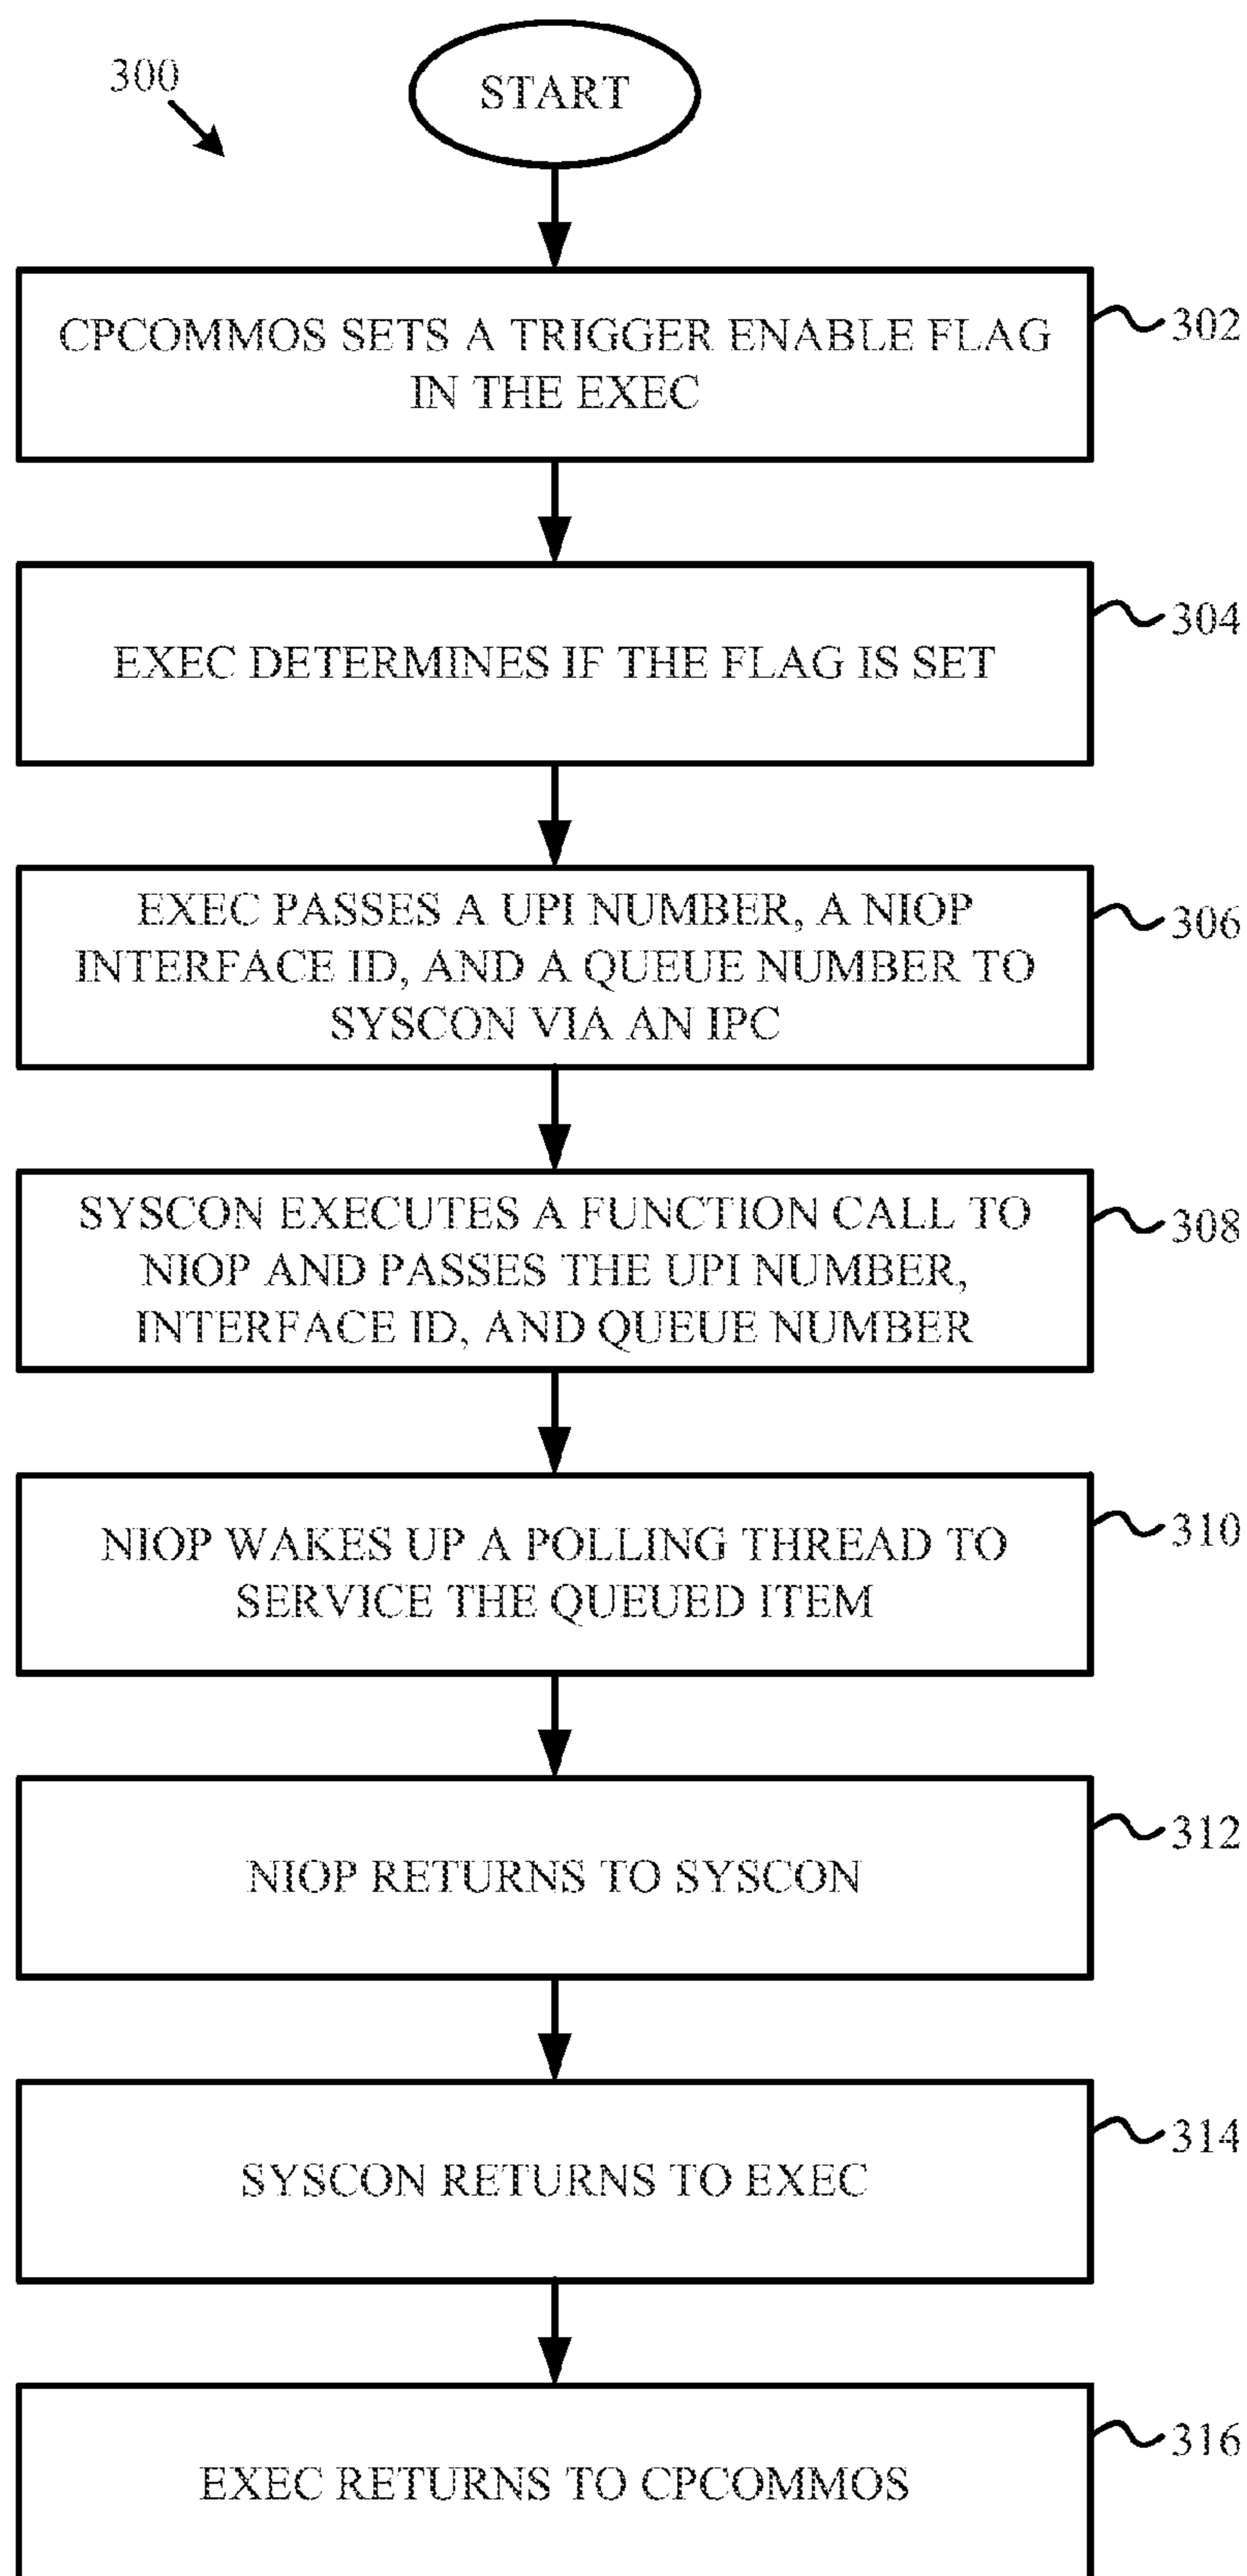 300
START
CPCOMMOS SETS A TRIGGER ENABLE FLAG
IN THE EXEC
302
EXEC DETERMINES IF THE FLAG IS SET
304
EXEC PASSES A UPI NUMBER, A NIOP
INTERFACE ID, AND A QUEUE NUMBER TO
SYSCON VIA AN IPC
306
SYSCON EXECUTES A FUNCTION CALL TO
NIOP AND PASSES THE UPI NUMBER,
INTERFACE ID, AND QUEUE NUMBER
308
NIOP WAKES UP A POLLING THREAD TO
SERVICE THE QUEUED ITEM
310
NIOP RETURNS TO SYSCON
312
SYSCON RETURNS TO EXEC
314
EXEC RETURNS TO CPCOMMOS
316